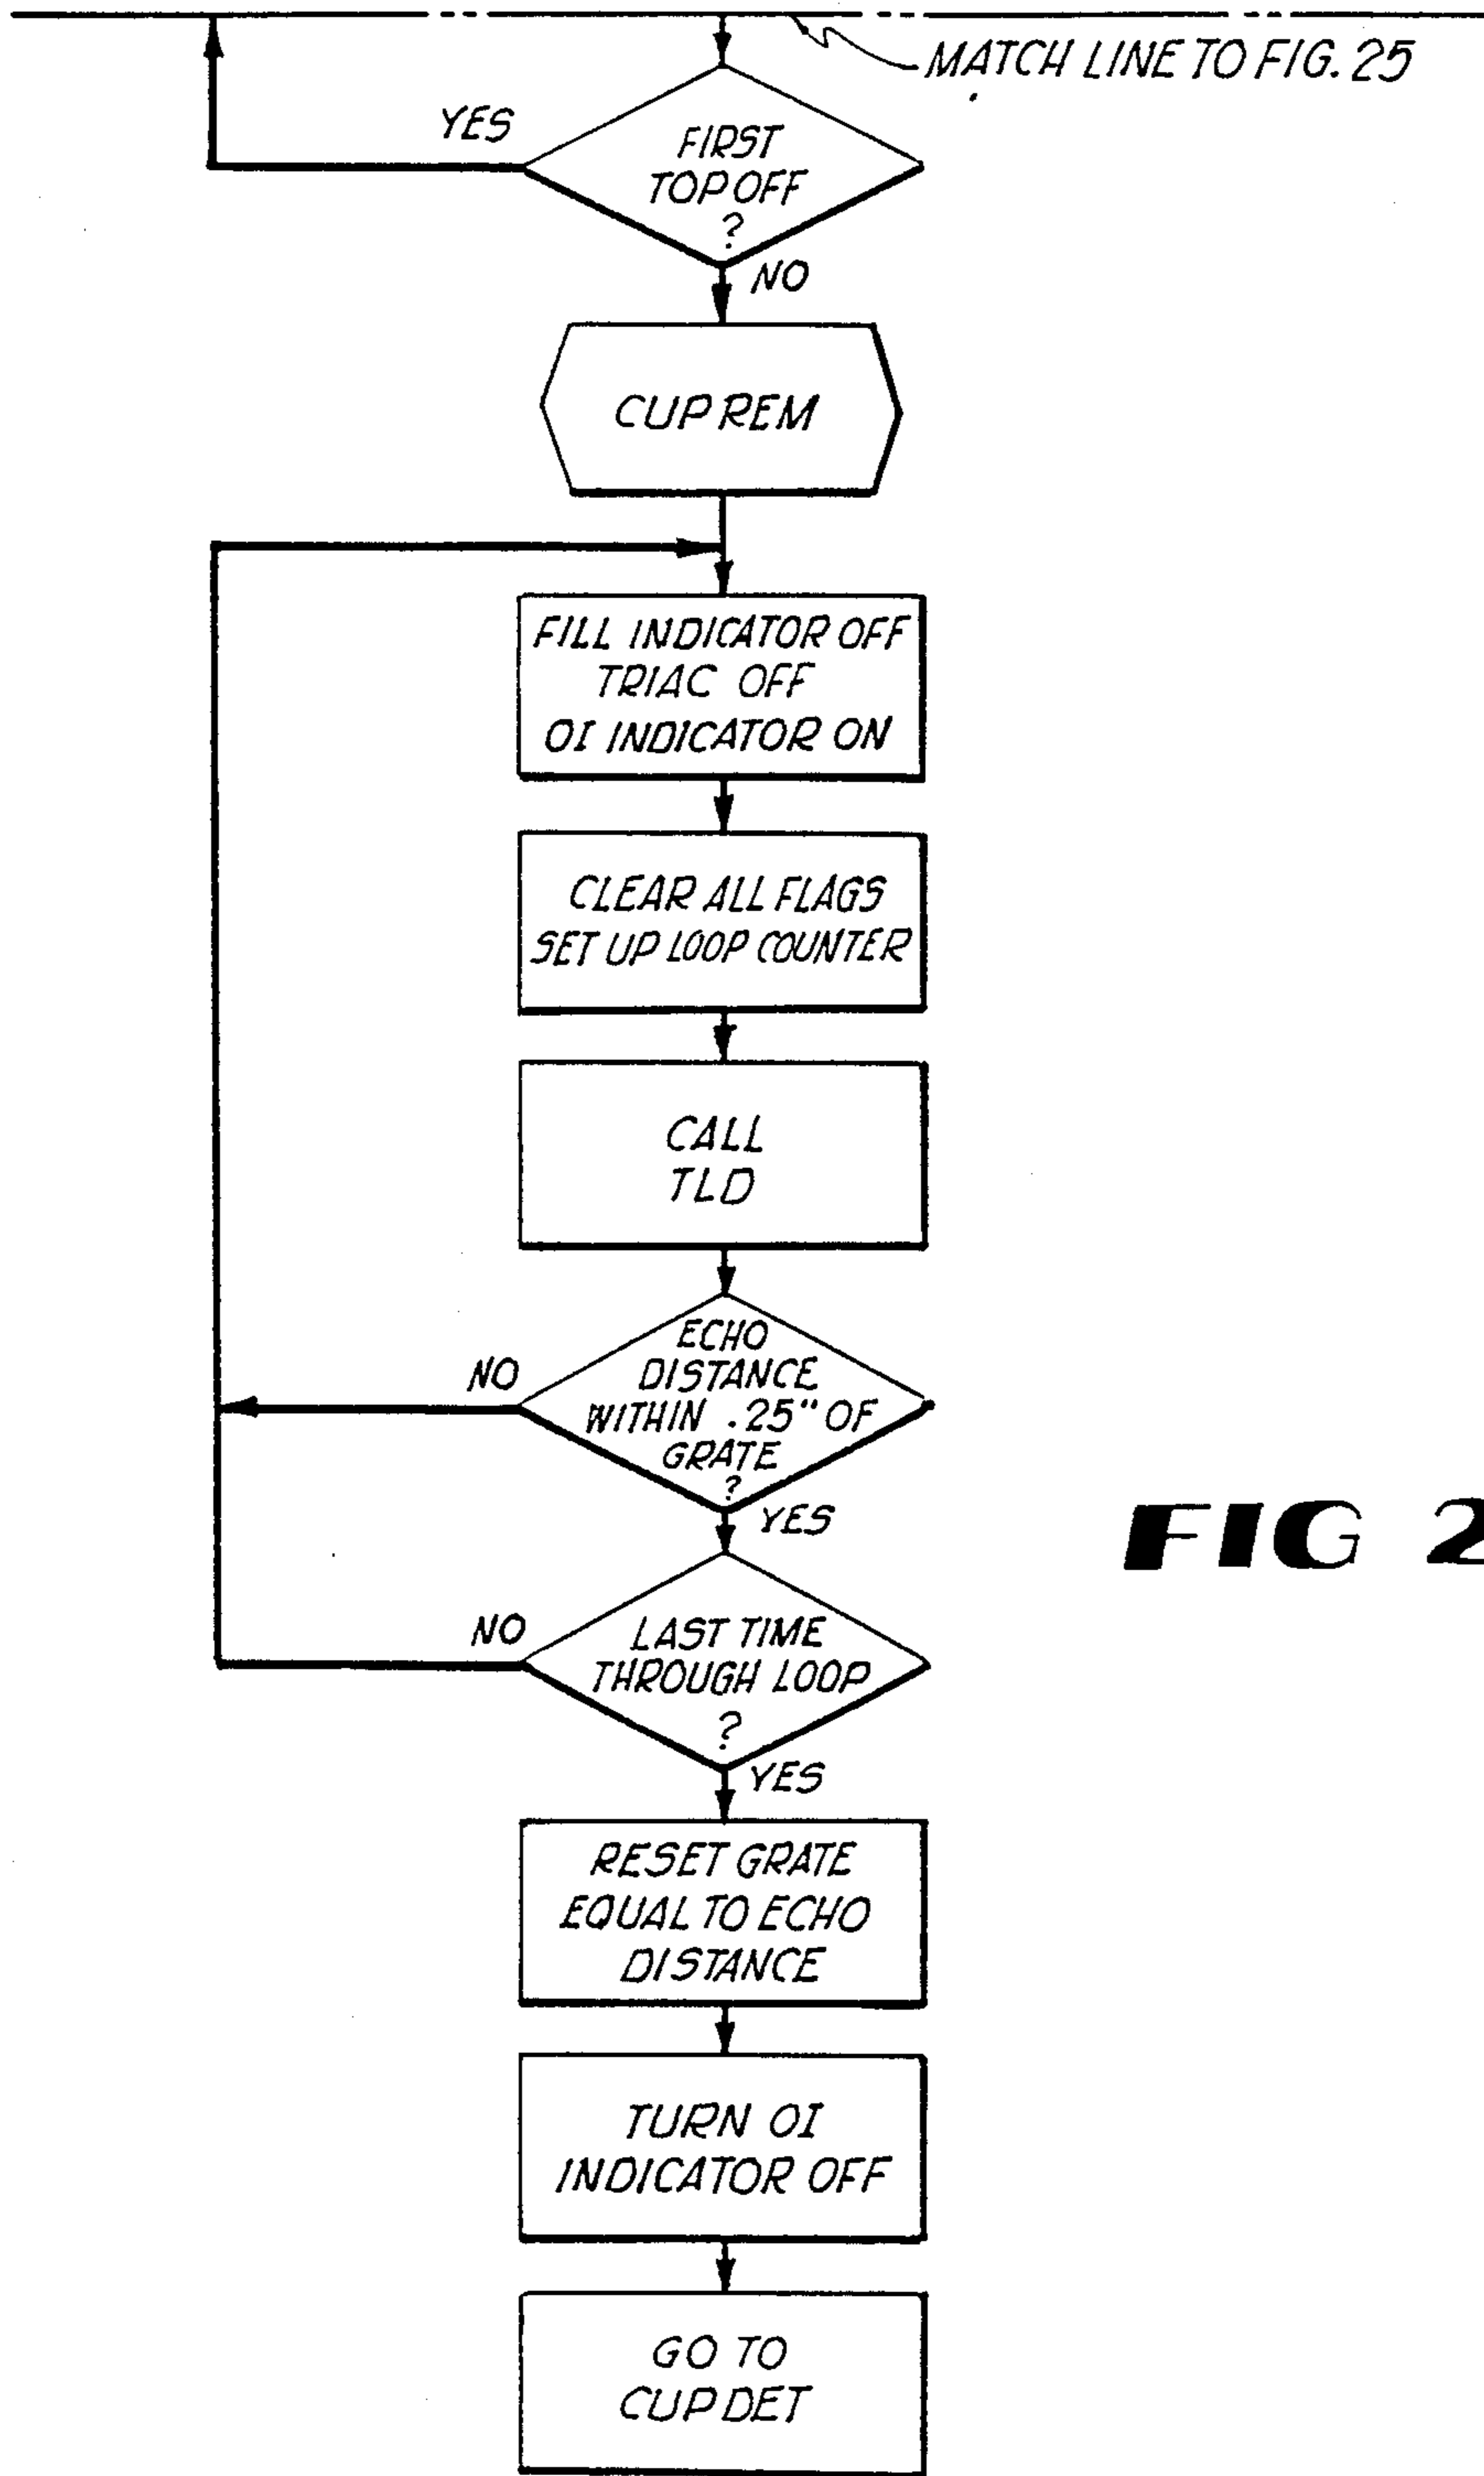 MATCH LINE TO FIG. 25
YES
FIRST
TOP OFF
?
NO
CUP REM
FILL INDICATOR OFF
TRIAC OFF
OI INDICATOR ON
CLEAR ALL FLAGS
SET UP LOOP COUNTER
CALL
TLD
NO
ECHO
DISTANCE
WITHIN .25" OF
GRATE
?
YES
FIG 2
NO
LAST TIME
THROUGH LOOP
?
YES
RESET GRATE
EQUAL TO ECHO
DISTANCE
TURN OI
INDICATOR OFF
GO TO
CUP DET